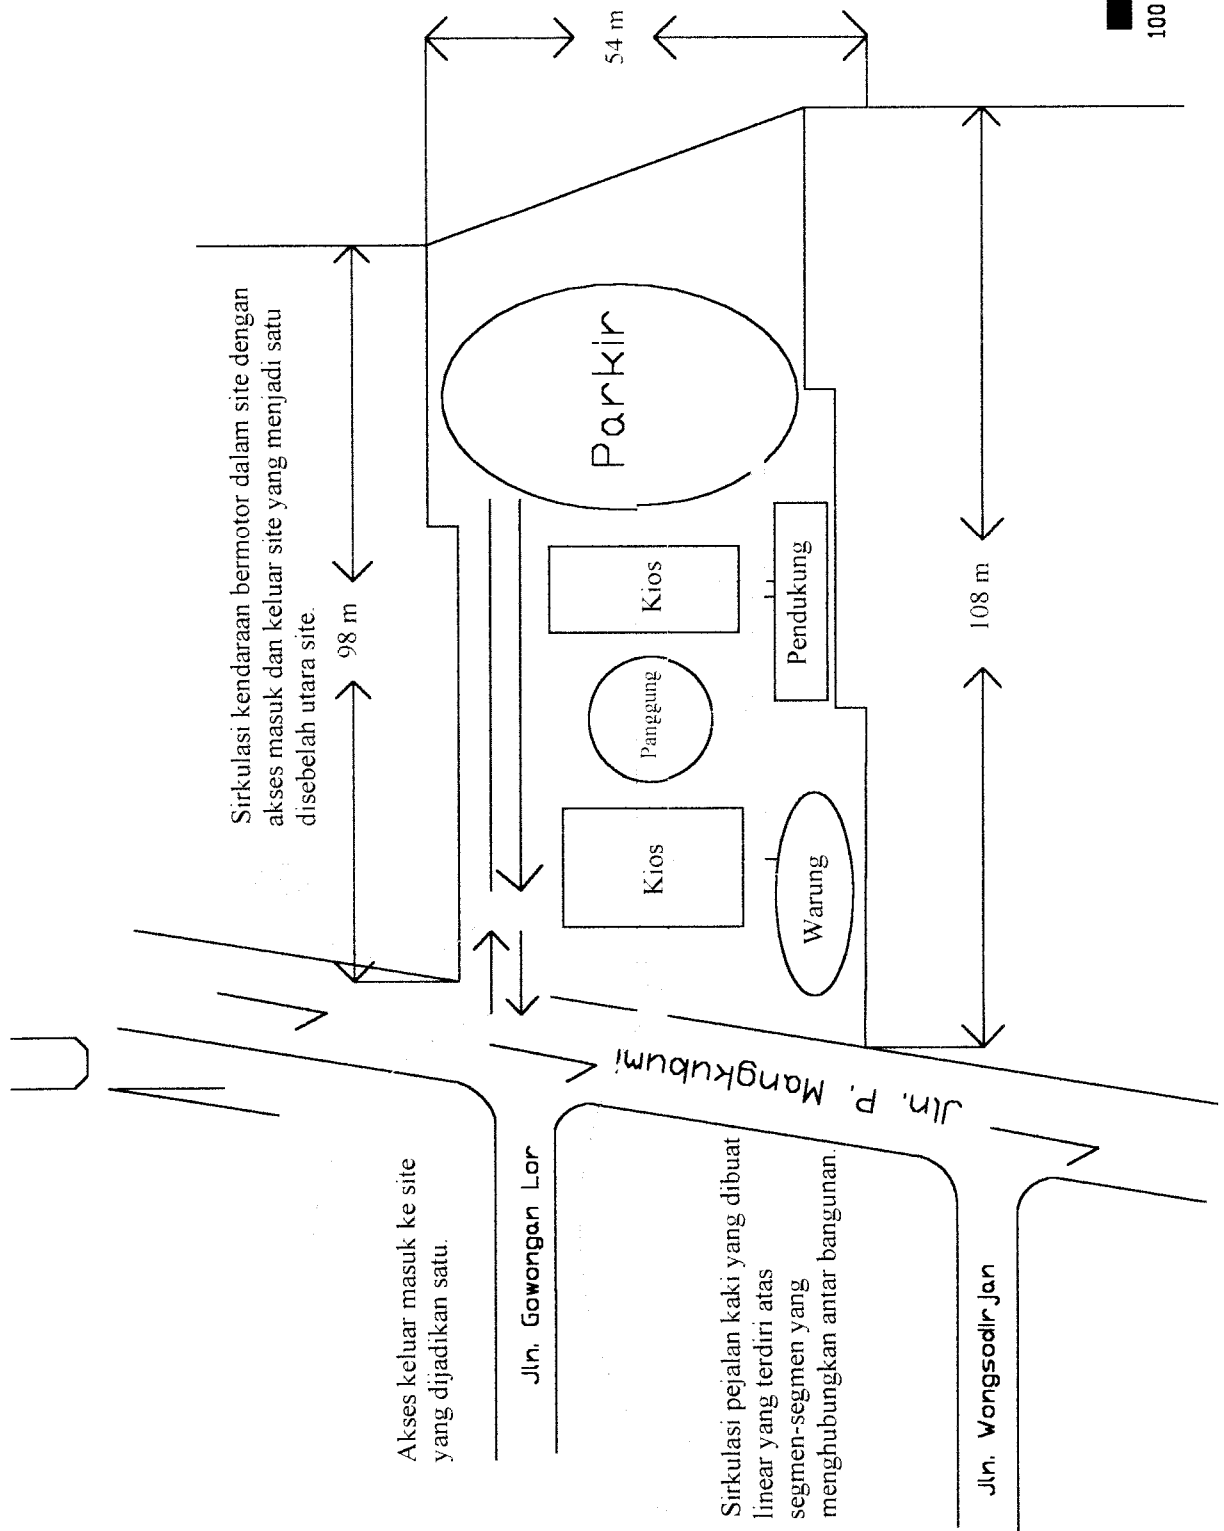 Sirkulasi kendaraan bermotor dalam site dengan
akses masuk dan keluar site yang menjadi satu
disebelah utara site.
98 m
54 m
Parkir
Kios
Panggung
Kios
Pendukung
Warung
108 m
Jln. P. Mangkubumi
Akses keluar masuk ke site
yang dijadikan satu.
Jln. Gowongan Lor
Sirkulasi pejalan kaki yang dibuat
linear yang terdiri atas
segmen-segmen yang
menghubungkan antar bangunan.
Jln. Wongsodirjan
100